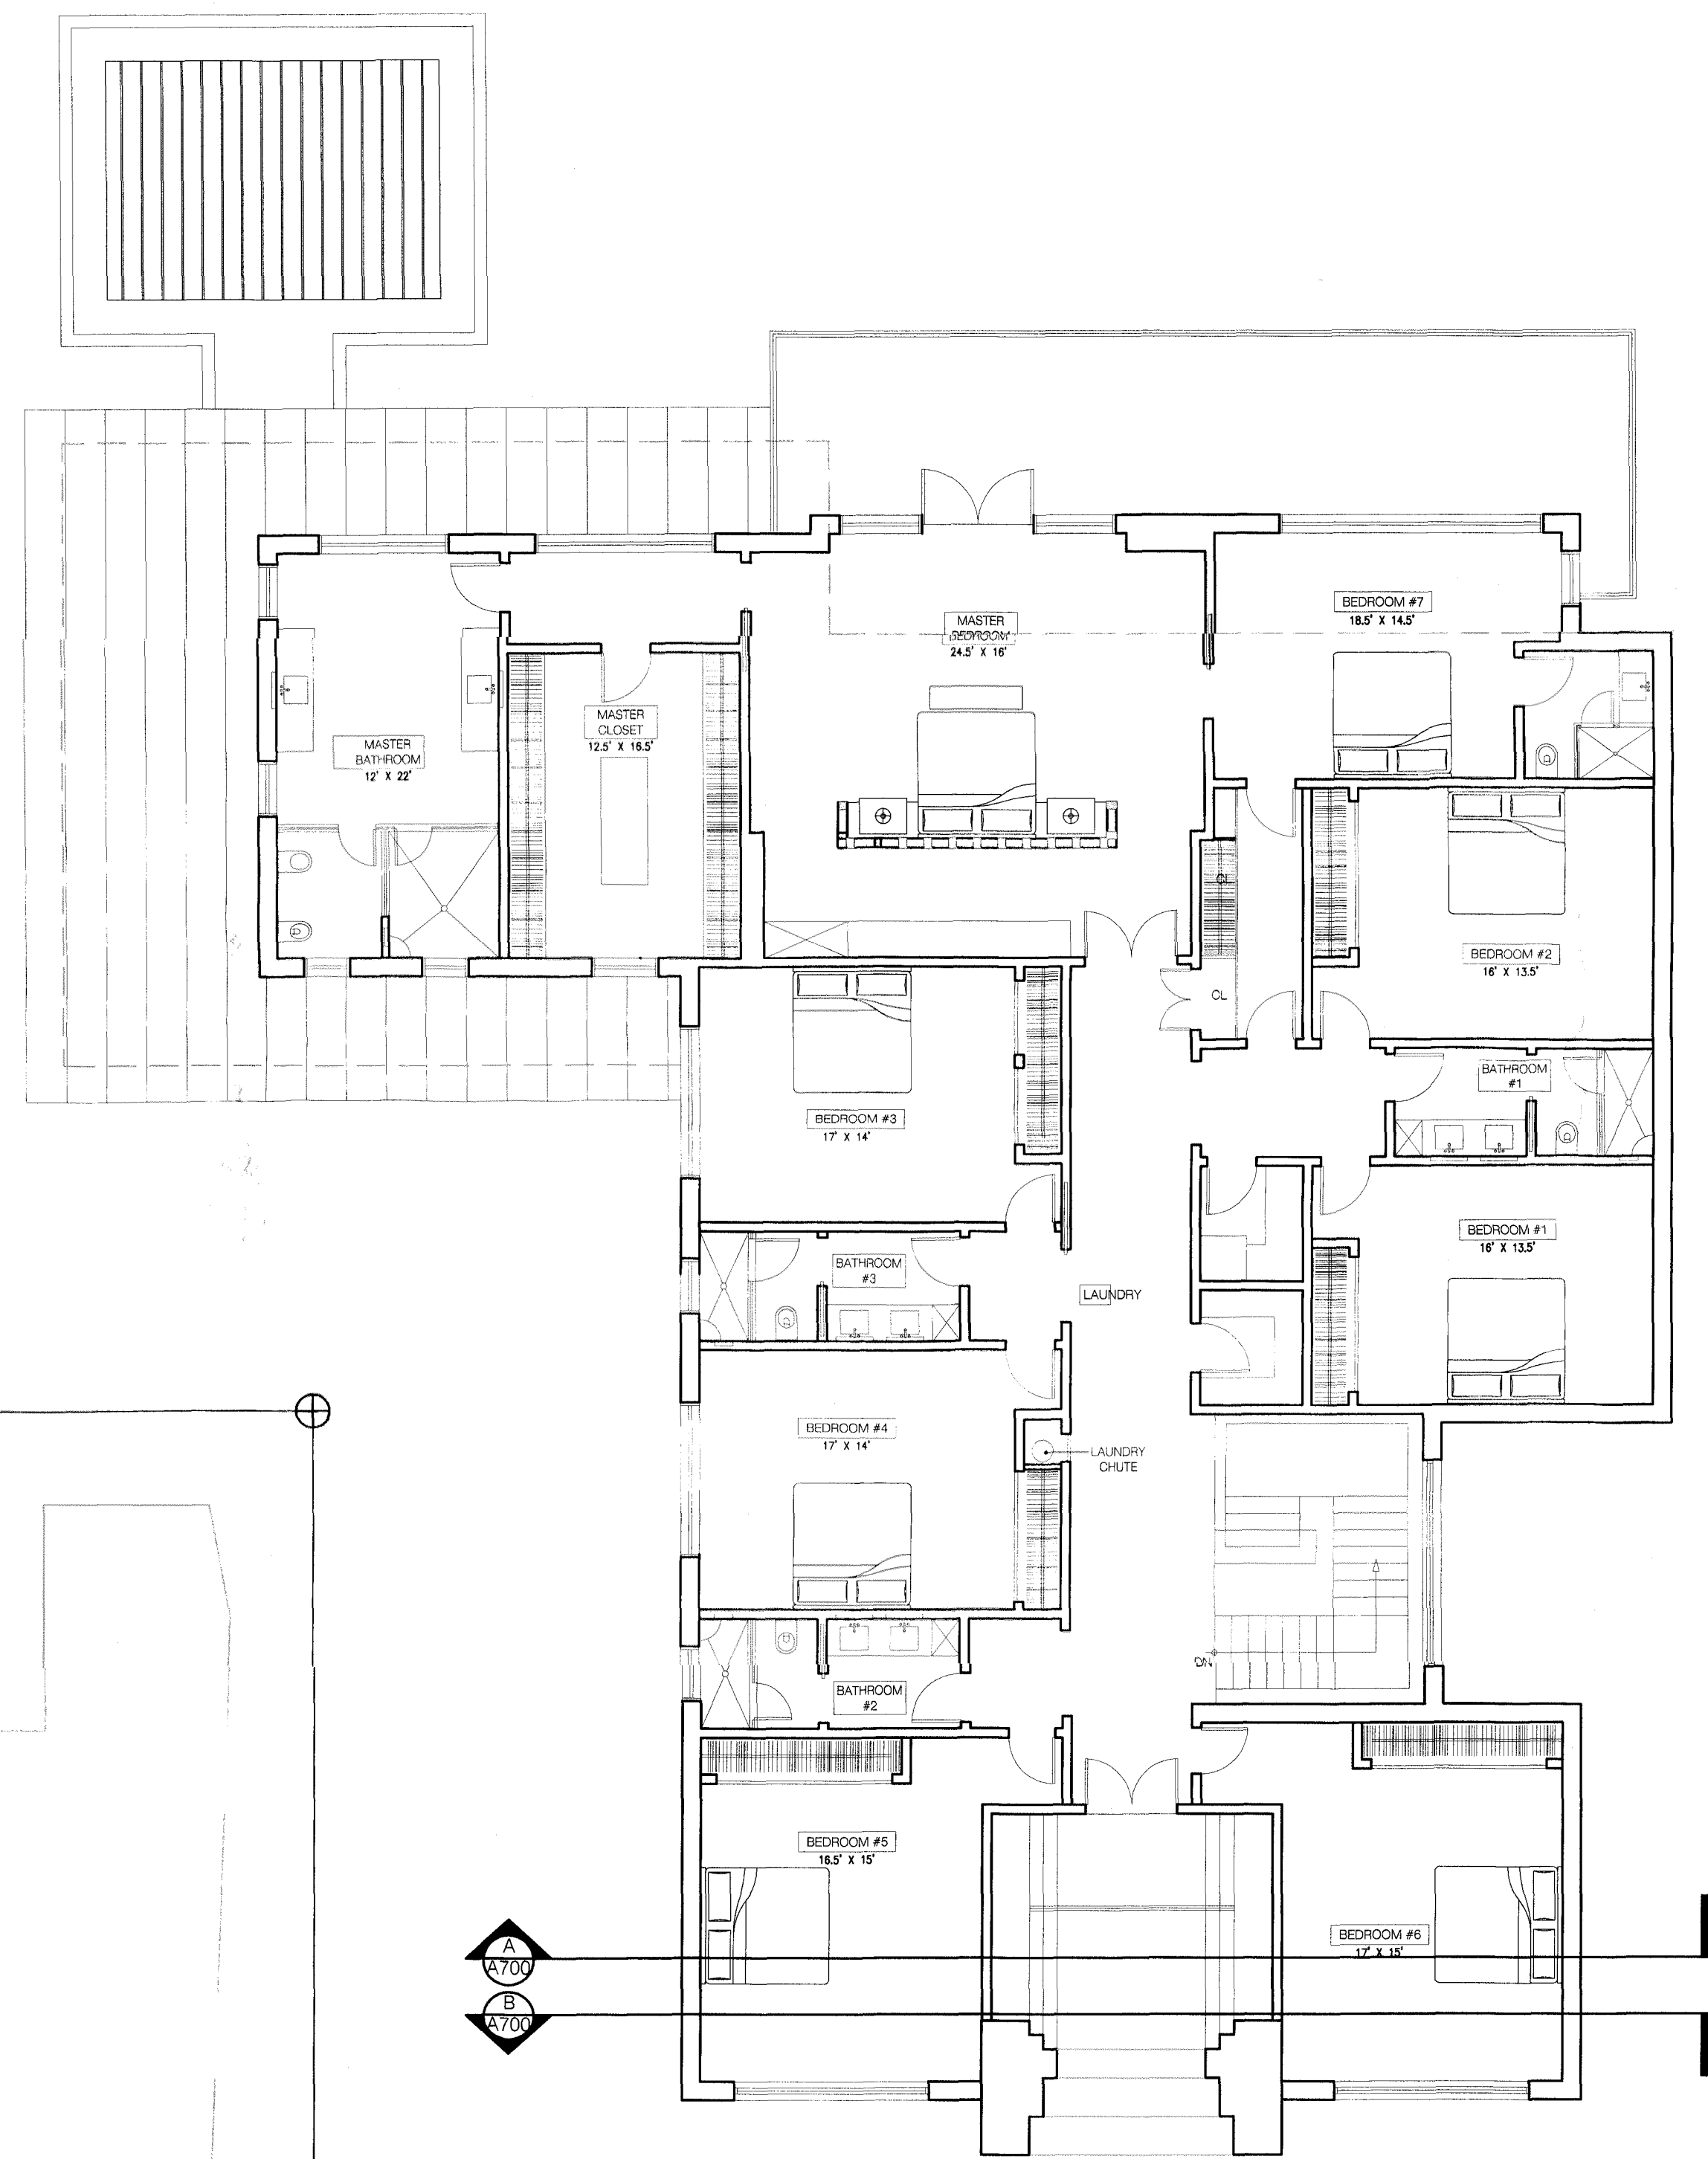 BEDROOM #7
18.5' X 14.5'
MASTER
BEDROOM
24.5' X 16'
MASTER
CLOSET
12.5' X 16.5'
MASTER
BATHROOM
12' X 22'
CL
BEDROOM #2
16' X 13.5'
CL
BATHROOM
#1
BEDROOM #3
17' X 14'
BEDROOM #1
16' X 13.5'
BATHROOM
#3
LAUNDRY
BEDROOM #4
17' X 14'
LAUNDRY
CHUTE
DN
BATHROOM
#2
BEDROOM #5
16.5' X 15'
BEDROOM #6
17' X 15'
A
A700
B
A700